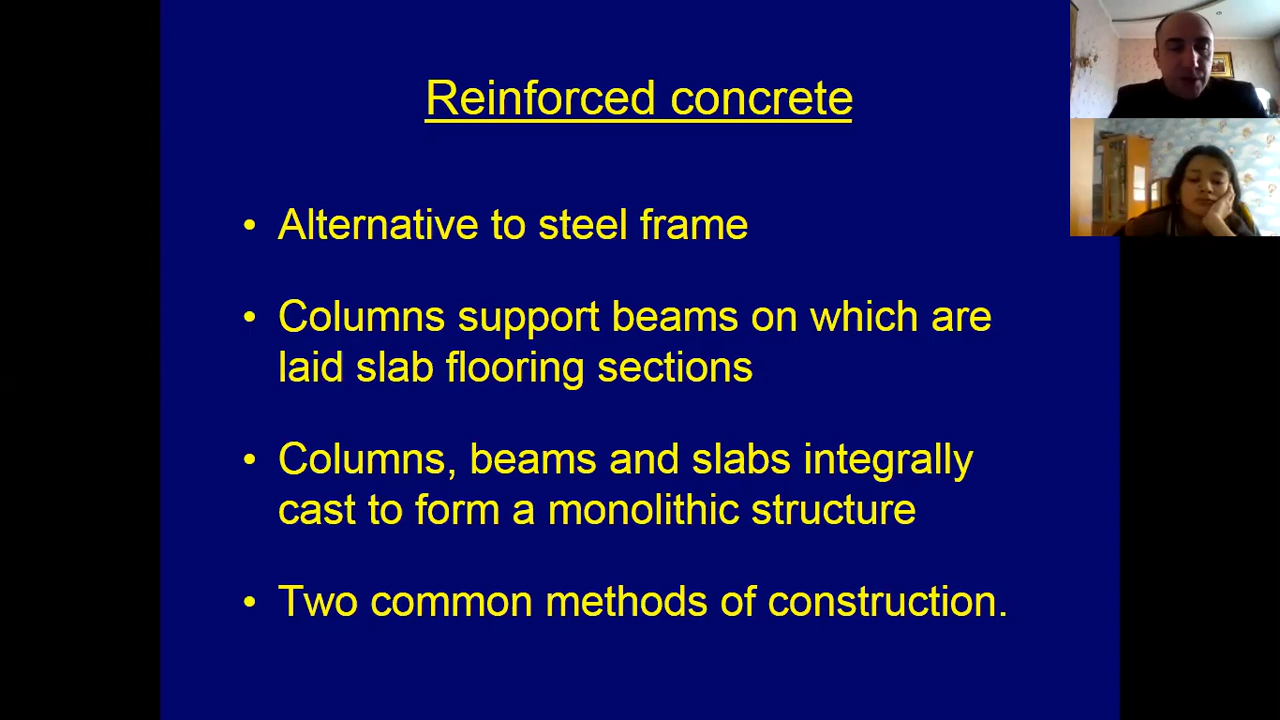 Reinforced concrete
• Alternative to steel frame
• Columns support beams on which are
laid slab flooring sections
• Columns, beams and slabs integrally
cast to form a monolithic structure
• Two common methods of construction.